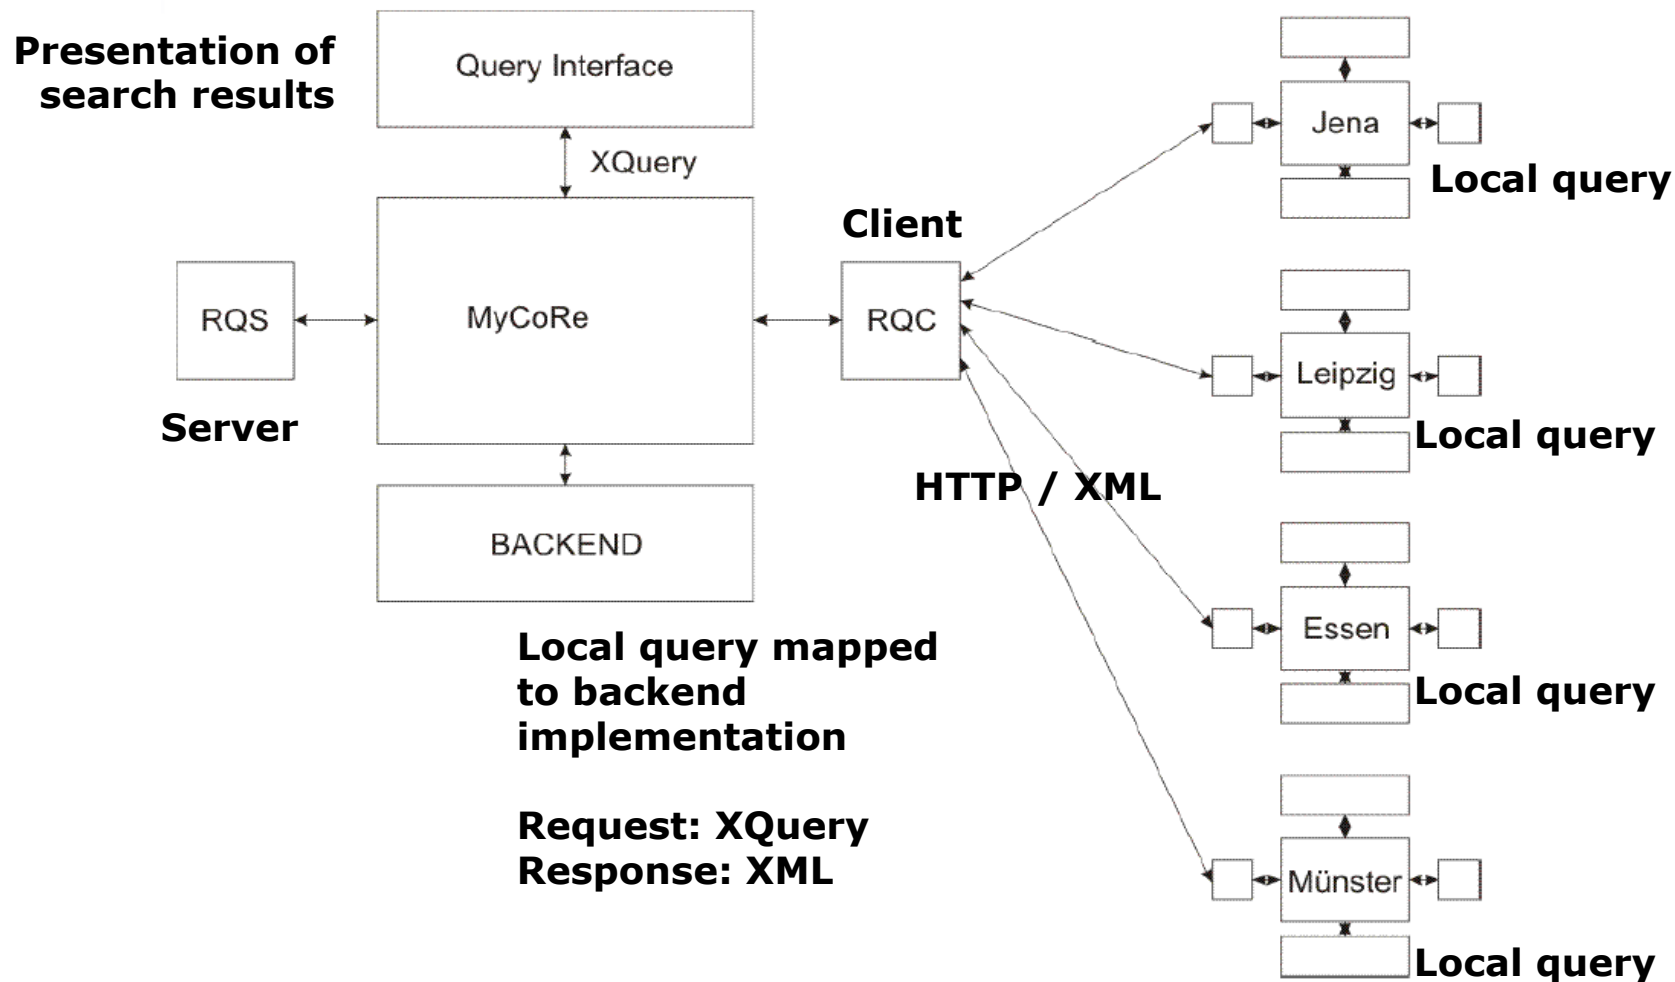 Presentation of
search results
Query Interface
XQuery
Client
RQS
MyCoRe
RQC
Server
BACKEND
HTTP / XML
Local query mapped
to backend
implementation
Request: XQuery
Response: XML
Jena
Local query
Leipzig
Local query
Essen
Local query
Münster
Local query